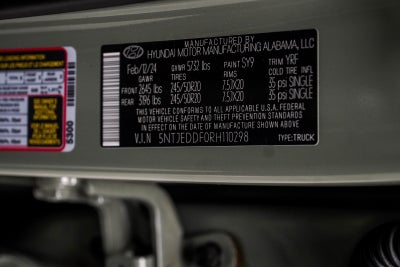 MANUFACTURED BY
HYUNDAI MOTOR MANUFACTURING ALABAMA, LLC
Feb/12/24 GVWR 5732 lbs PAINT SY9 TRIM YRF
GAWR TIRES RIMS COLD TIRE INFL
FRONT 2645 lbs 245/50R20 7.5JX20 35 psi SINGLE
REAR 3196 lbs 245/50R20 7.5JX20 35 psi SINGLE
THIS VEHICLE CONFORMS TO ALL APPLICABLE U.S.A. FEDERAL
MOTOR VEHICLE SAFETY AND THEFT PREVENTION STANDARDS
IN EFFECT ON THE DATE OF MANUFACTURE SHOWN ABOVE
V.I.N 5NTJEDDF0RH110298 TYPE:TRUCK